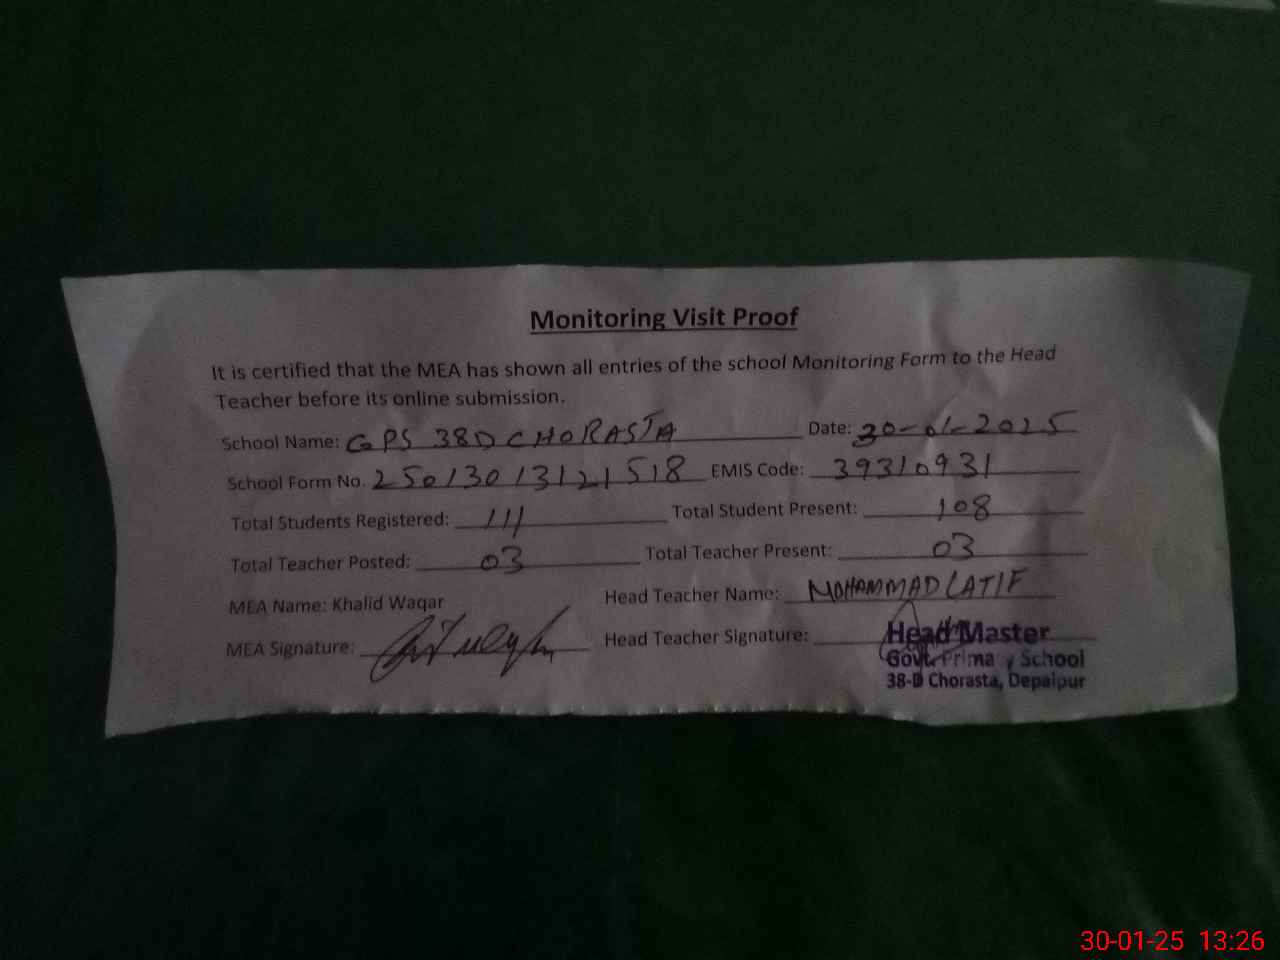 Monitoring Visit Proof
It is certified that the MEA has shown all entries of the school Monitoring Form to the Head
Teacher before its online submission.
School Name: GPS 38D CHORASTA Date: 30-01-2025
School Form No. 25013013121518 EMIS Code: 39310931
Total Students Registered: 111 Total Student Present: 108
Total Teacher Posted: 03 Total Teacher Present: 03
MEA Name: Khalid Waqar Head Teacher Name: MOHAMMAD LATIF
MEA Signature: Head Teacher Signature:
Head Master
Govt. Primary School
38-D Chorasta, Depalpur
30-01-25 13:26